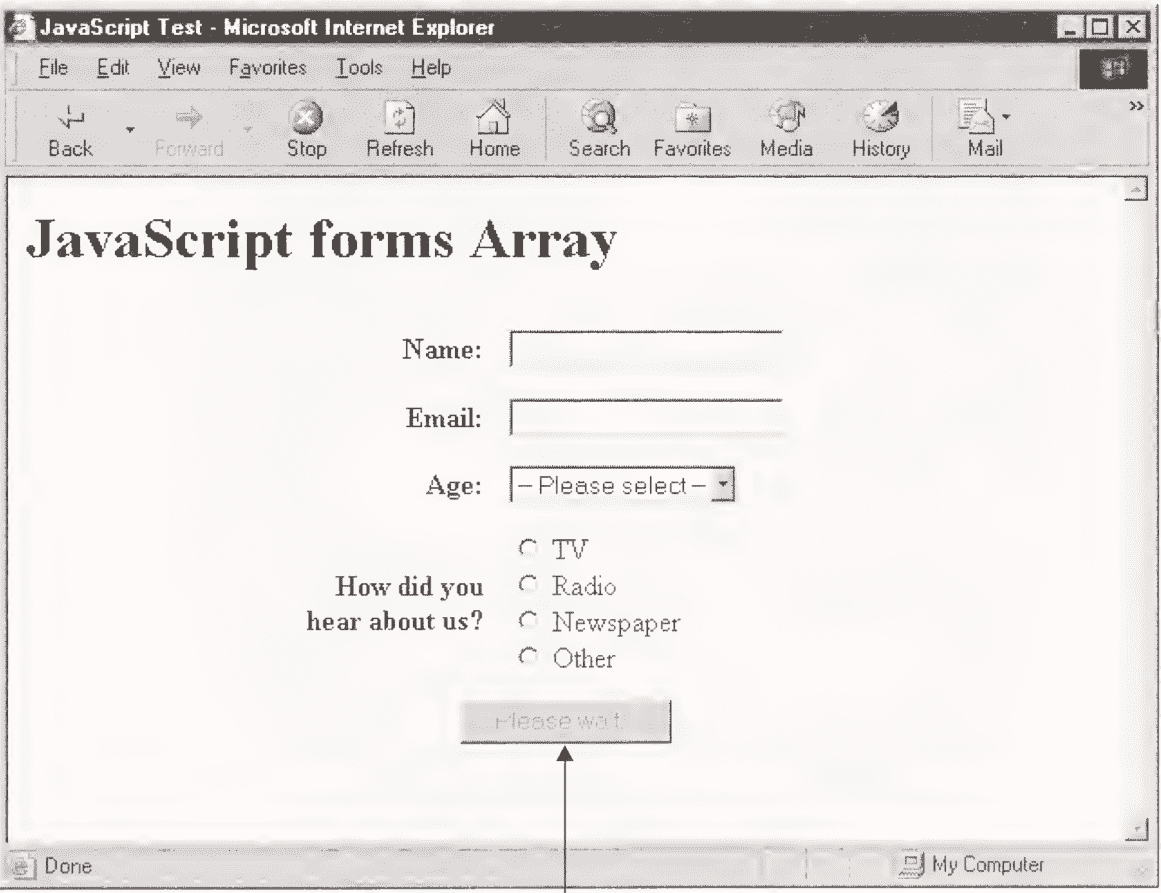 JavaScript Test - Microsoft Internet Explorer
File Edit View Favorites Tools Help
Back Forward Stop Refresh Home Search Favorites Media History Mail »
JavaScript forms Array
Name:
Email:
Age: – Please select –
TV
How did you
hear about us?
Radio
Newspaper
Other
Please wait
Done My Computer